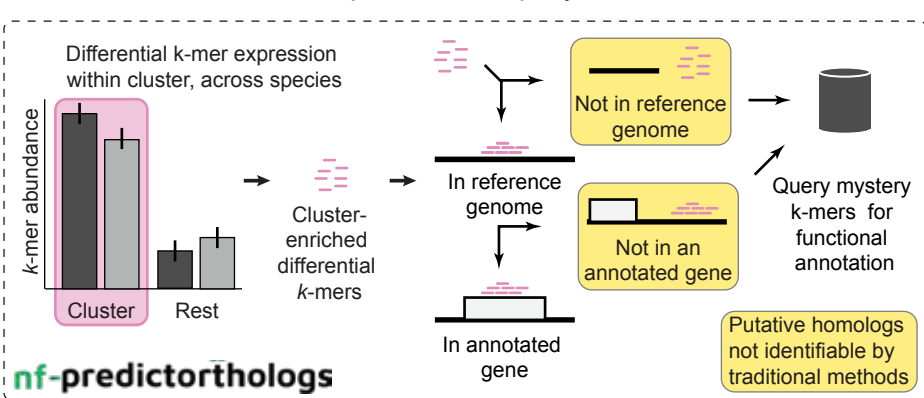 Differential k-mer expression
within cluster, across species
k-mer abundance
Cluster
Rest
Cluster-
enriched
differential
k-mers
In reference
genome
In annotated
gene
Not in reference
genome
Not in an
annotated gene
Query mystery
k-mers for
functional
annotation
Putative homologs
not identifiable by
traditional methods
nf-predictorthologs